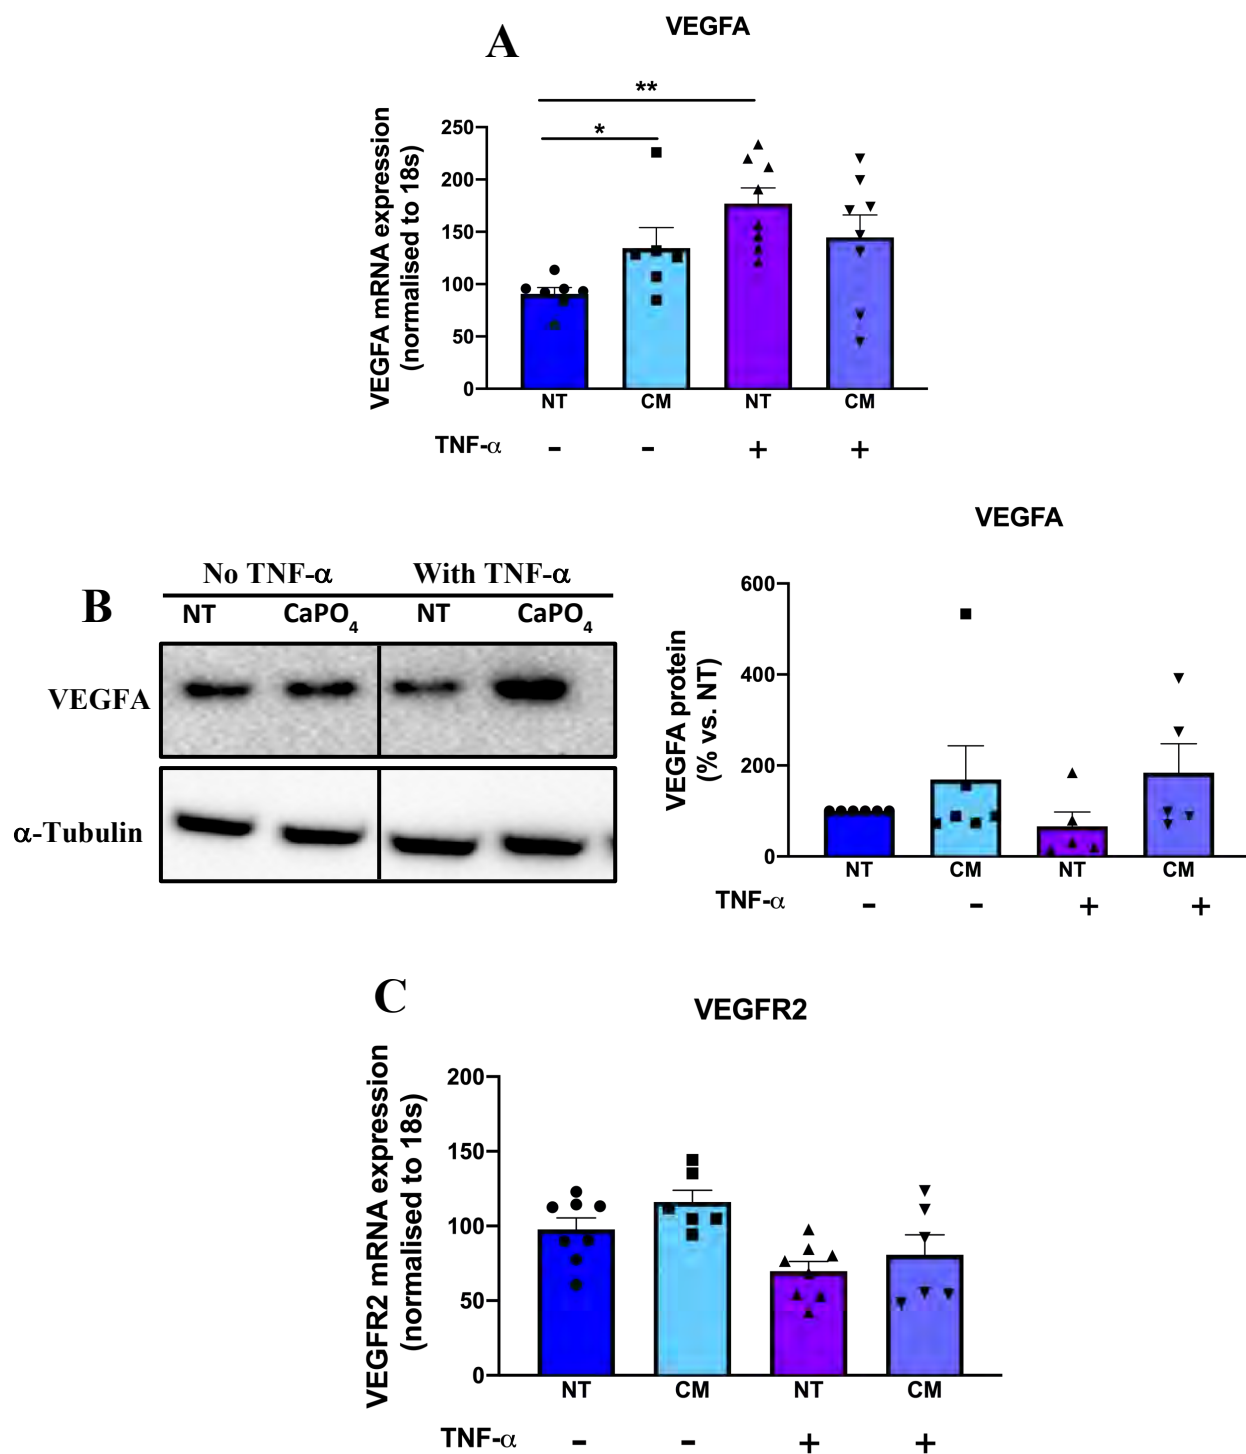 A
VEGFA
**
*
VEGFA mRNA expression
(normalised to 18s)
250
200
150
100
50
0
NT CM NT CM
TNF-α - - + +
VEGFA
B
No TNF-α With TNF-α
NT CaPO4 NT CaPO4
VEGFA
α-Tubulin
VEGFA protein
(% vs. NT)
600
400
200
0
NT CM NT CM
TNF-α - - + +
C
VEGFR2
VEGFR2 mRNA expression
(normalised to 18s)
200
150
100
50
0
NT CM NT CM
TNF-α - - + +